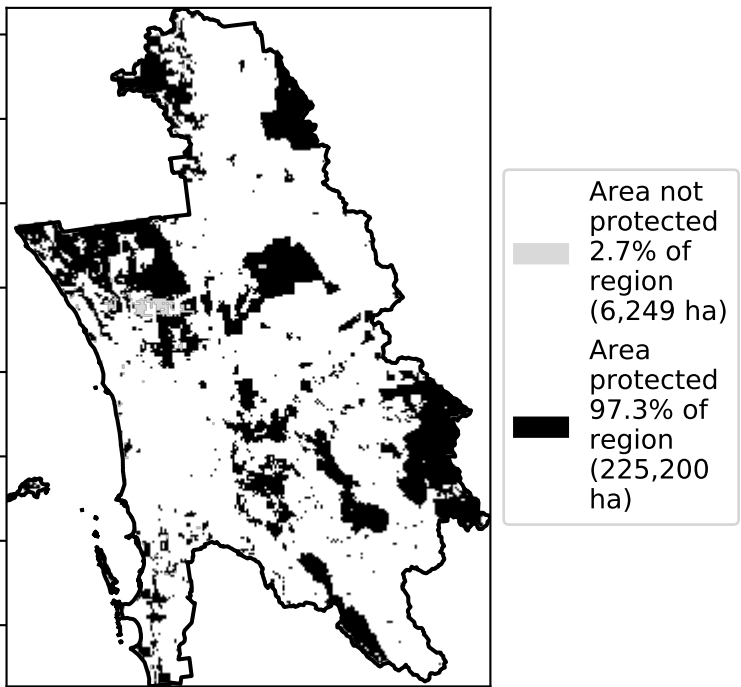 Area not
protected
2.7% of
region
(6,249 ha)
Area
protected
97.3% of
region
(225,200
ha)